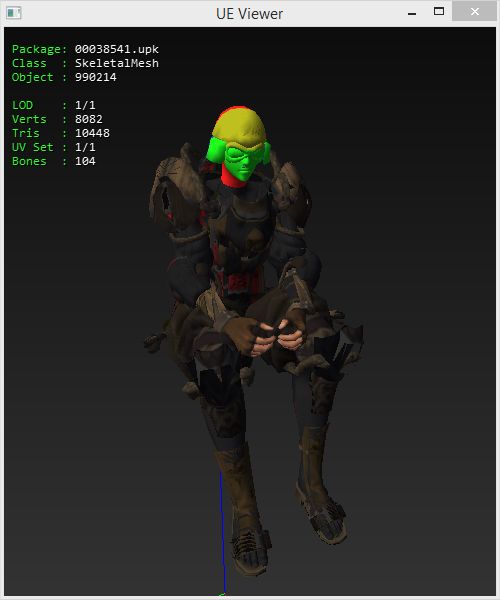 UE Viewer
Package: 00038541.upk
Class  : SkeletalMesh
Object : 990214
LOD    : 1/1
Verts  : 8082
Tris   : 10448
UV Set : 1/1
Bones  : 104